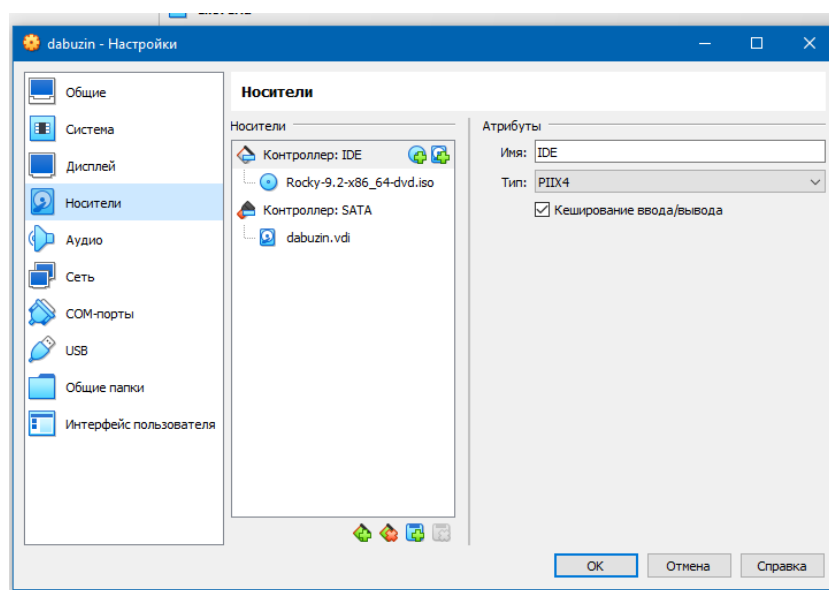 dabuzin - Настройки
Общие
Система
Дисплей
Носители
Аудио
Сеть
COM-порты
USB
Общие папки
Интерфейс пользователя
Носители
Носители
Контроллер: IDE
Rocky-9.2-x86_64-dvd.iso
Контроллер: SATA
dabuzin.vdi
Атрибуты
Имя: IDE
Тип: PIIX4
Кеширование ввода/вывода
OK Отмена Справка